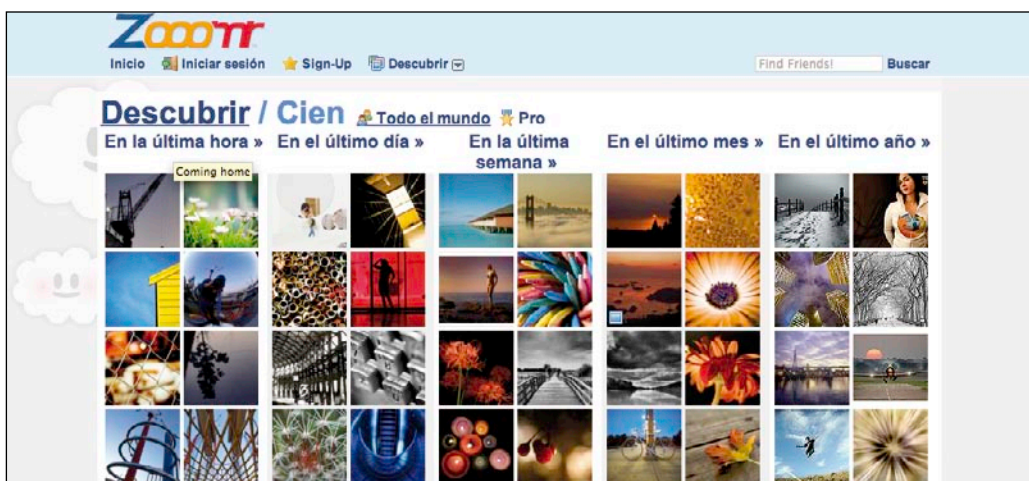 Zooomr
Inicio Iniciar sesión Sign-Up Descubrir Find Friends! Buscar
Descubrir / Cien Todo el mundo Pro
En la última hora » En el último día » En la última semana » En el último mes » En el último año »
Coming home